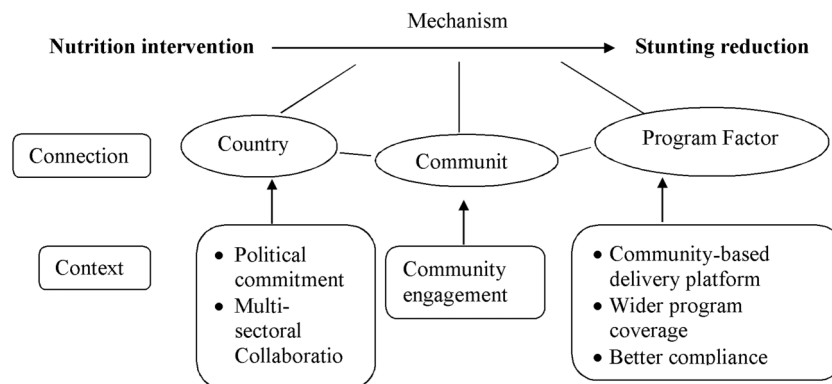 Mechanism
Nutrition intervention
Stunting reduction
Connection
Country
Communit
Program Factor
Context
• Political
commitment
• Multi-
sectoral
Collaboratio
Community
engagement
• Community-based
delivery platform
• Wider program
coverage
• Better compliance